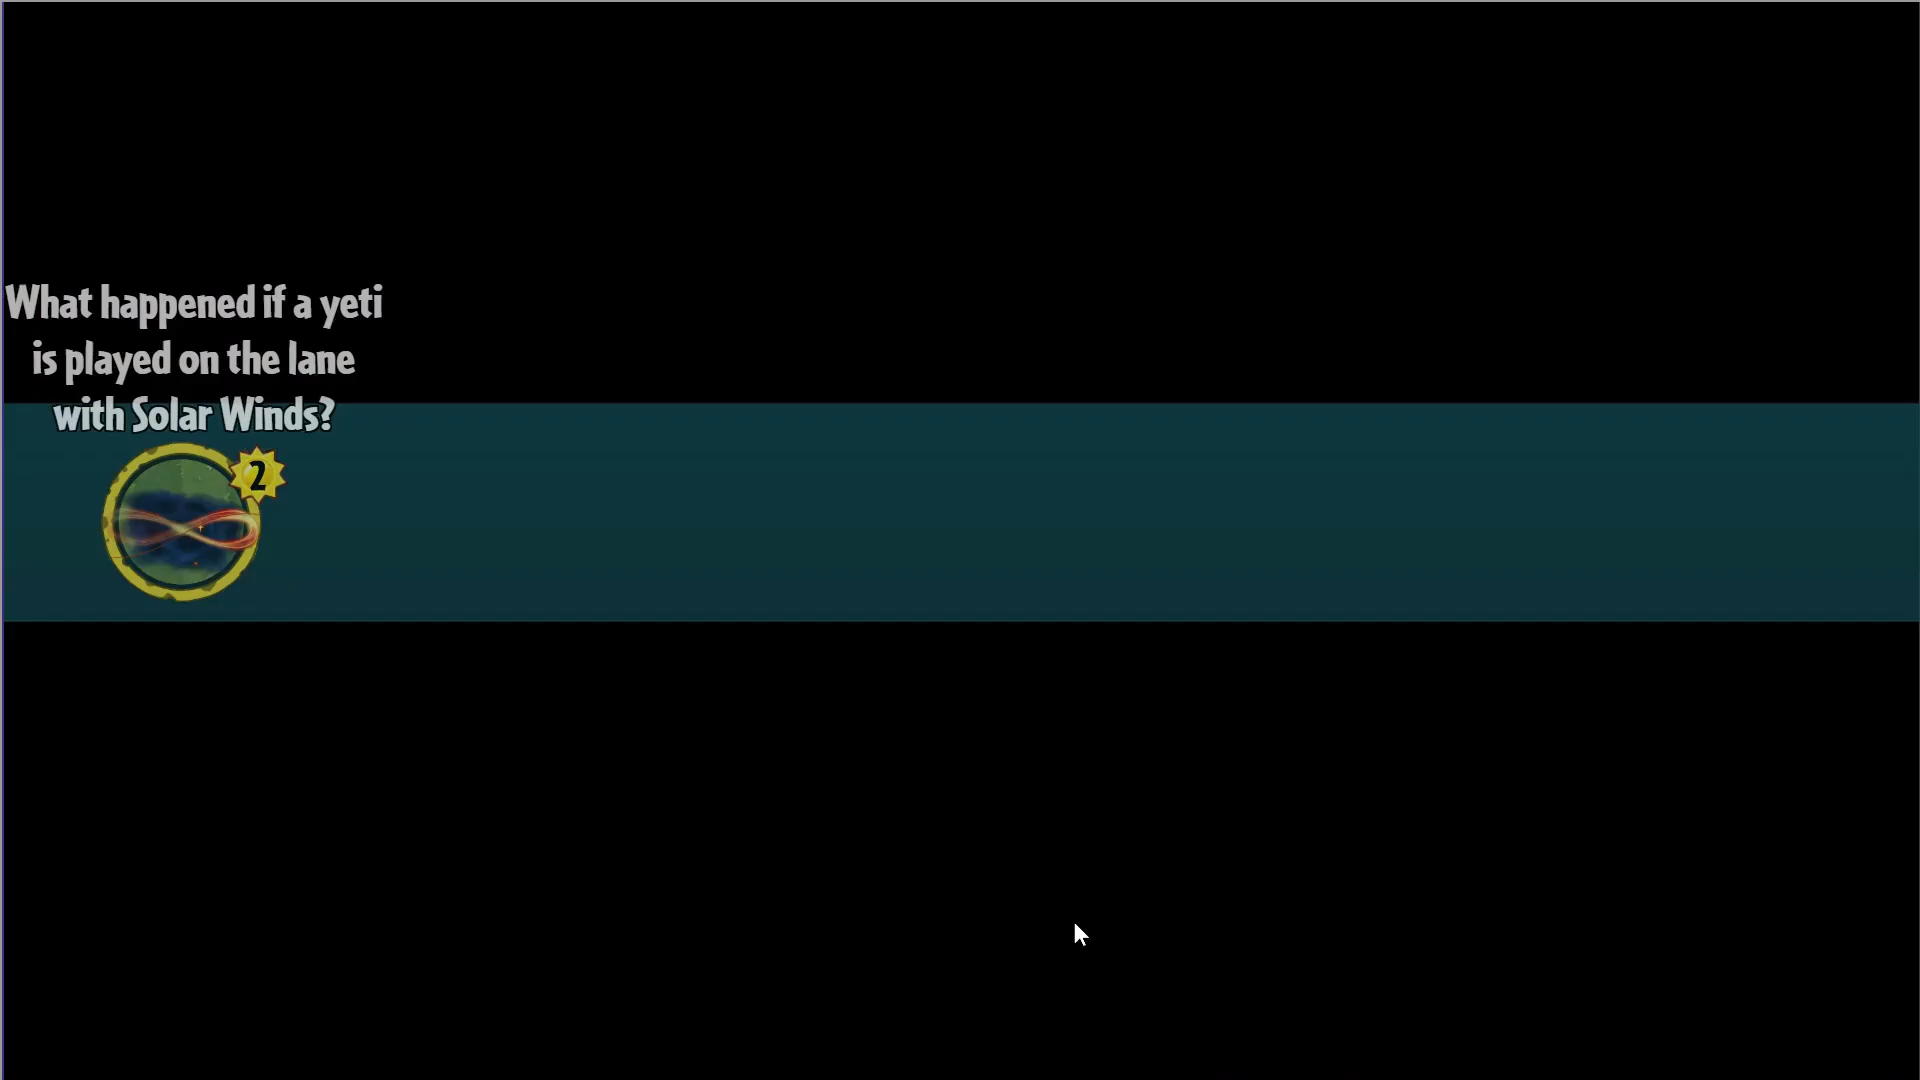 What happened if a yeti
is played on the lane
with Solar Winds?
2